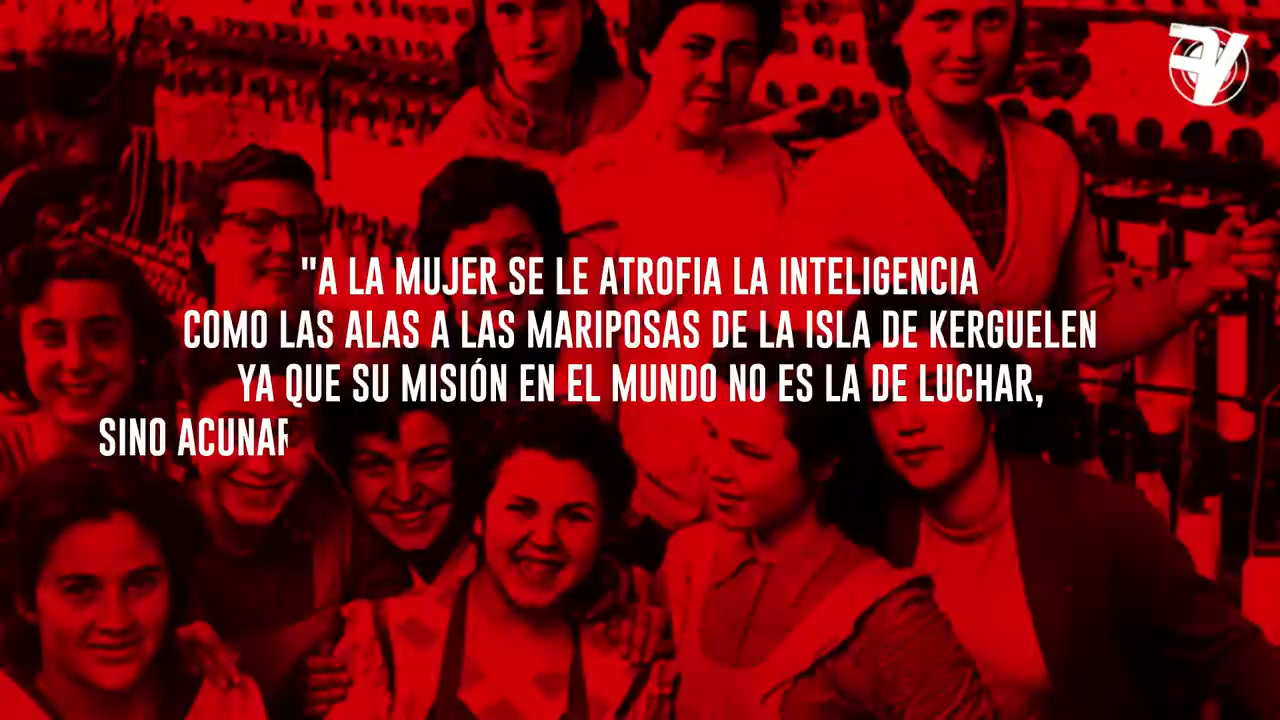 "A LA MUJER SE LE ATROFIA LA INTELIGENCIA
COMO LAS ALAS A LAS MARIPOSAS DE LA ISLA DE KERGUELEN
YA QUE SU MISIÓN EN EL MUNDO NO ES LA DE LUCHAR,
SINO ACUNAR